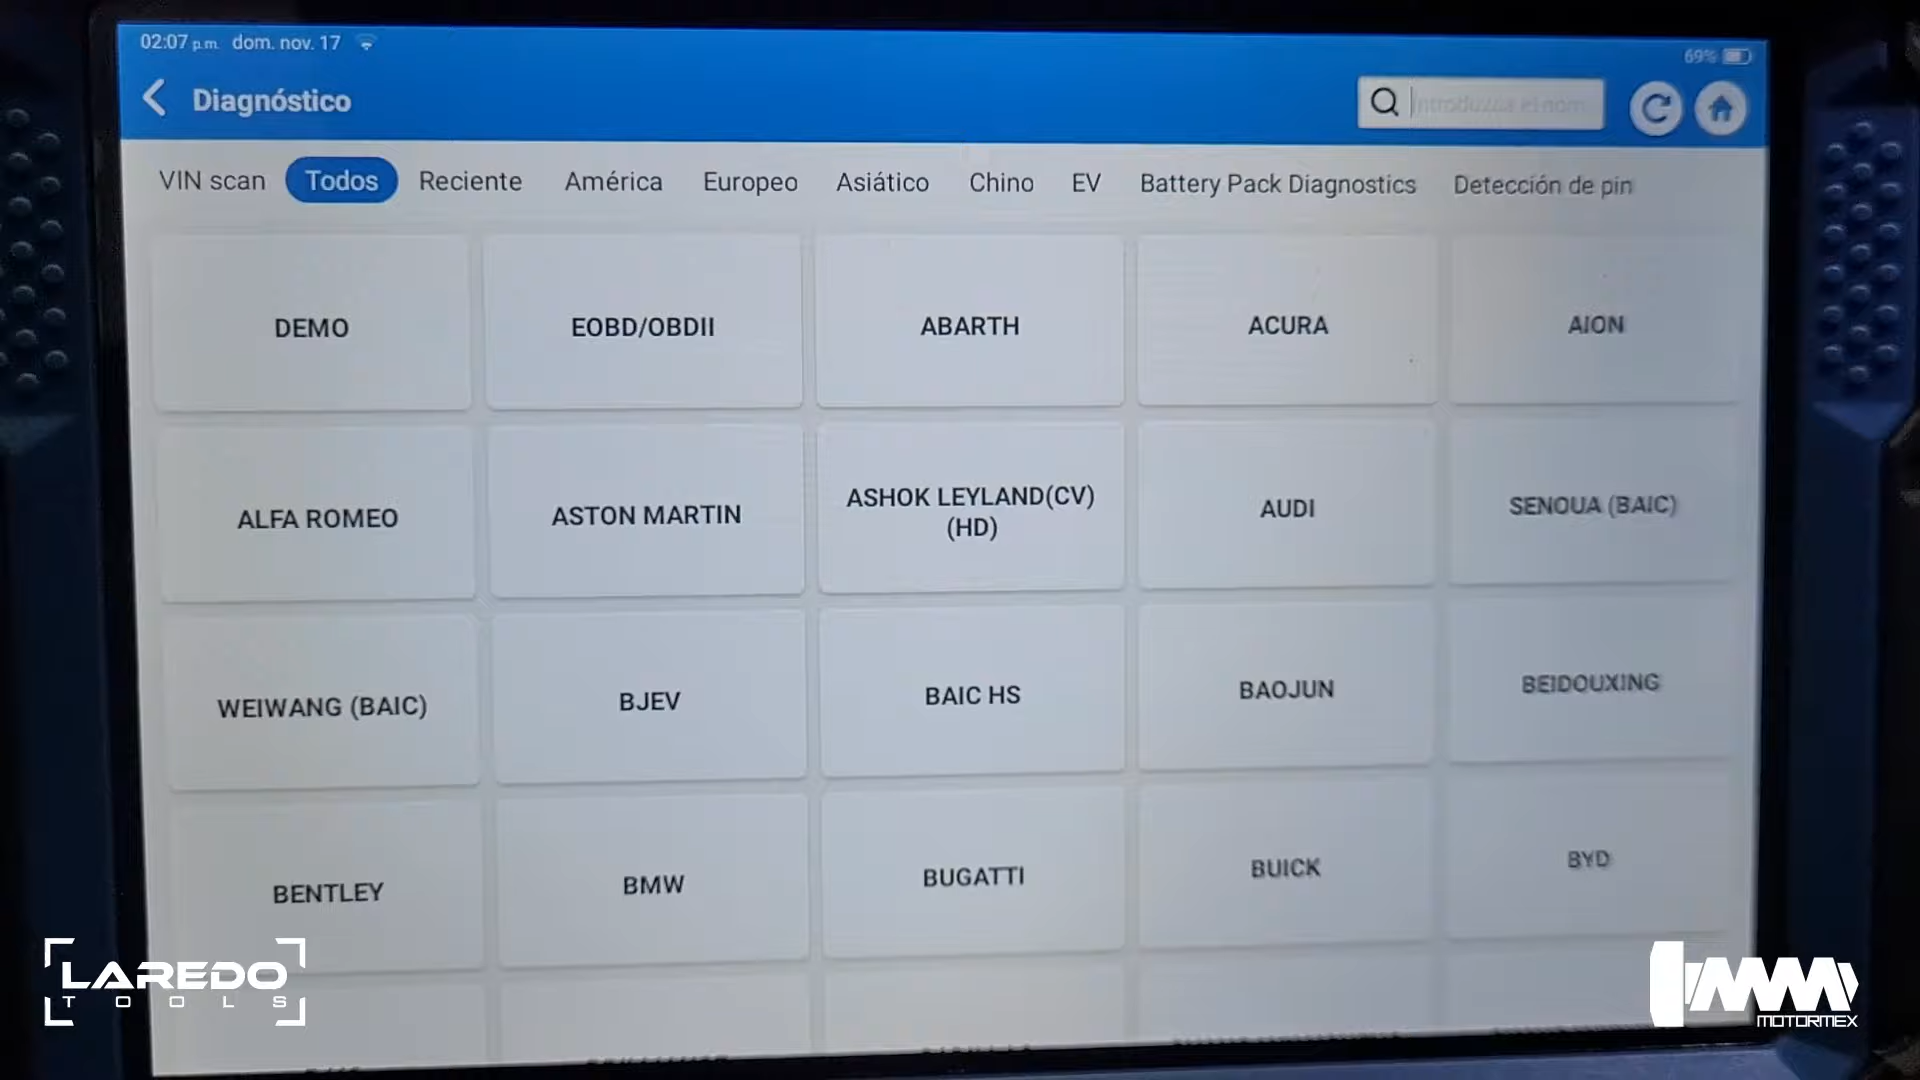 02:07 p.m. dom. nov. 17
69%
Diagnóstico
VIN scan Todos Reciente América Europeo Asiático Chino EV Battery Pack Diagnostics Detección de pin
DEMO EOBD/OBDII ABARTH ACURA AION
ALFA ROMEO ASTON MARTIN ASHOK LEYLAND(CV) (HD) AUDI SENOUA (BAIC)
WEIWANG (BAIC) BJEV BAIC HS BAOJUN BEIDOUXING
BENTLEY BMW BUGATTI BUICK BYD
LAREDO
TOOLS
MOTORMEX